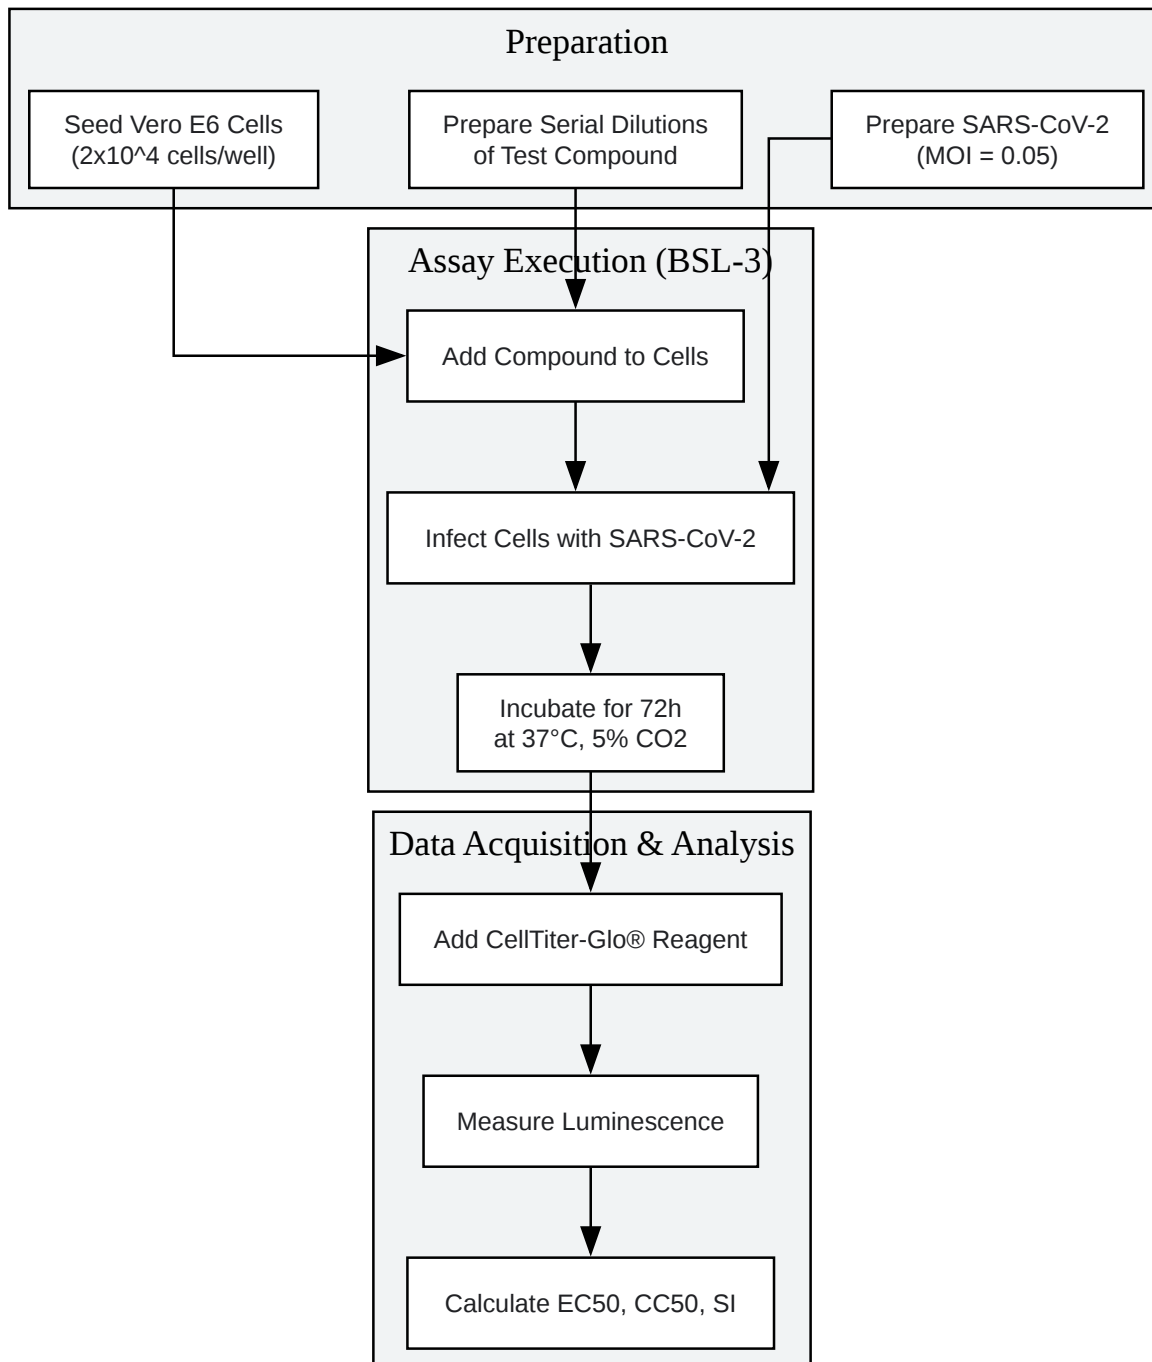 Preparation
Seed Vero E6 Cells
(2x10^4 cells/well)
Prepare Serial Dilutions
of Test Compound
Prepare SARS-CoV-2
(MOI = 0.05)
Assay Execution (BSL-3)
Add Compound to Cells
Infect Cells with SARS-CoV-2
Incubate for 72h
at 37°C, 5% CO2
Data Acquisition & Analysis
Add CellTiter-Glo® Reagent
Measure Luminescence
Calculate EC50, CC50, SI